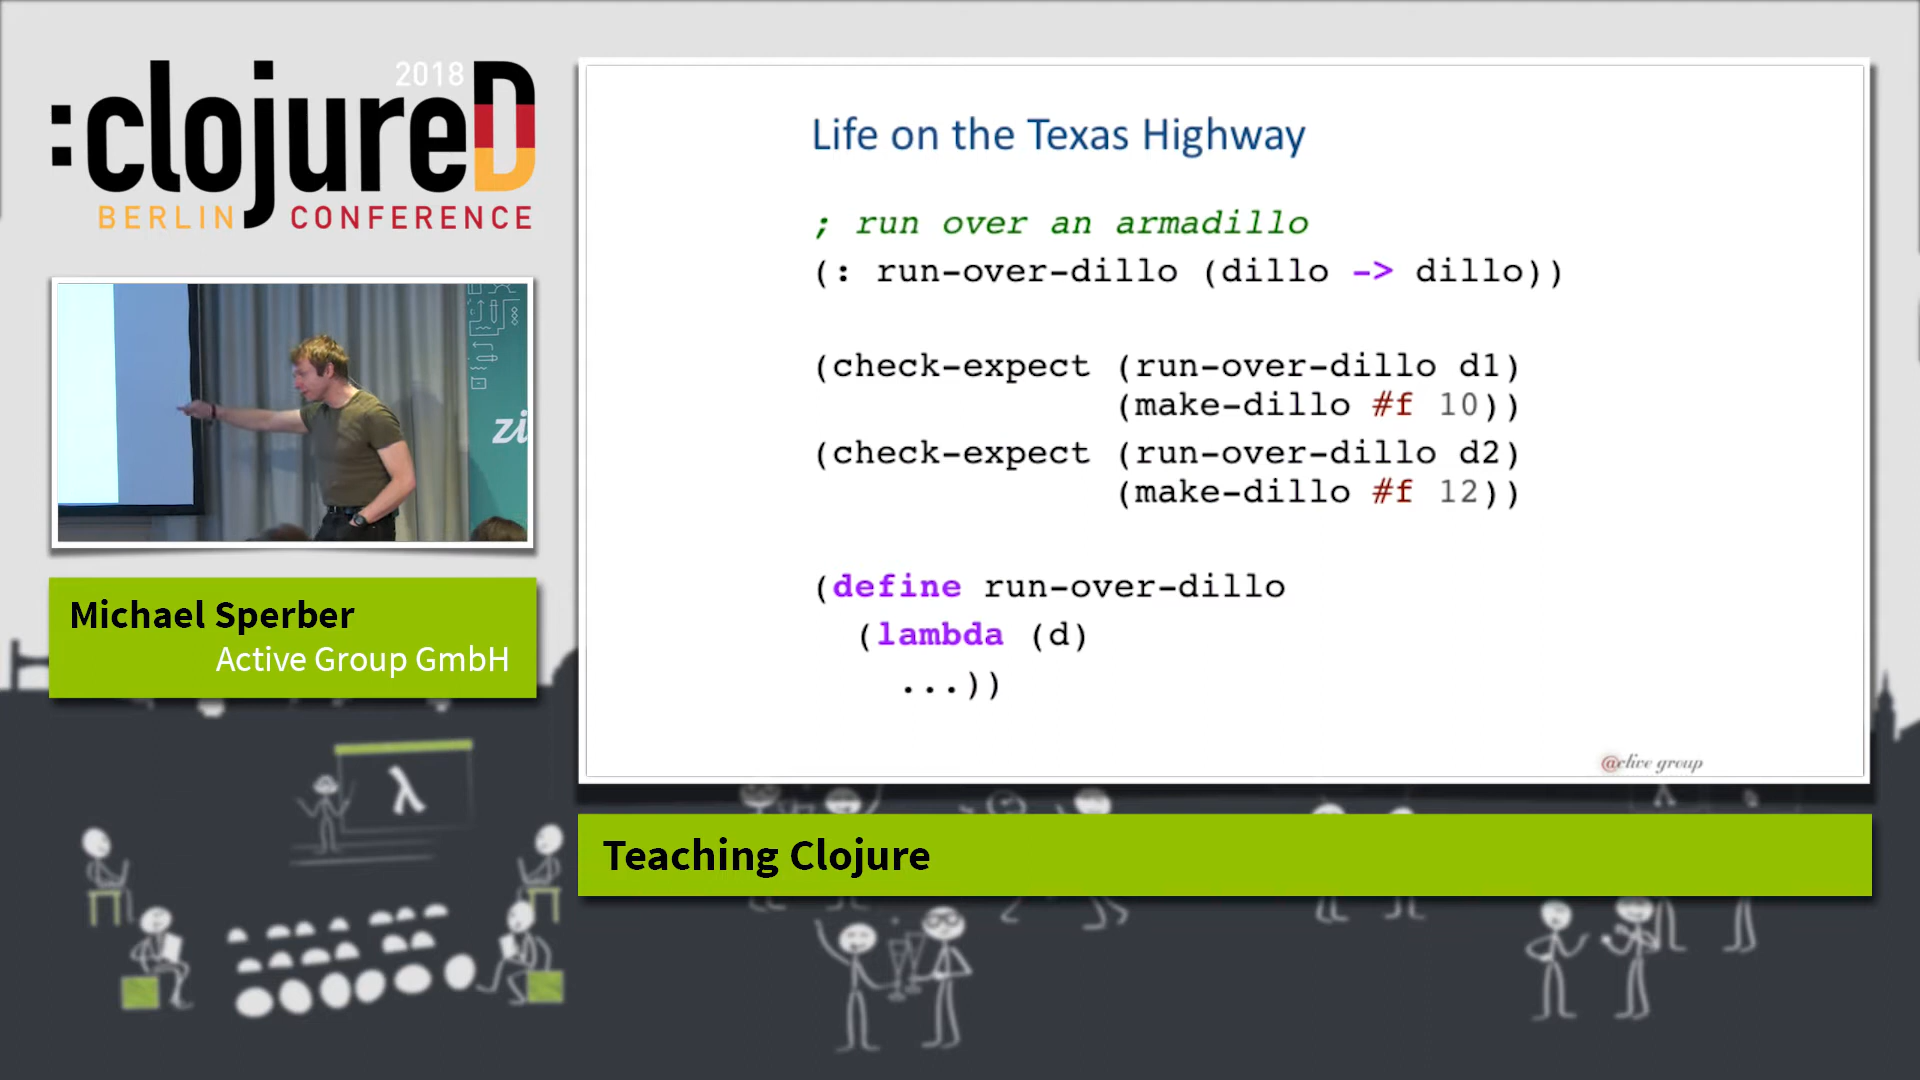 2018
:clojureD
BERLIN CONFERENCE
zi
Michael Sperber
Active Group GmbH
λ
Life on the Texas Highway
; run over an armadillo
(: run-over-dillo (dillo -> dillo))
(check-expect (run-over-dillo d1)
(make-dillo #f 10))
(check-expect (run-over-dillo d2)
(make-dillo #f 12))
(define run-over-dillo
(lambda (d)
...))
@ctive group
Teaching Clojure